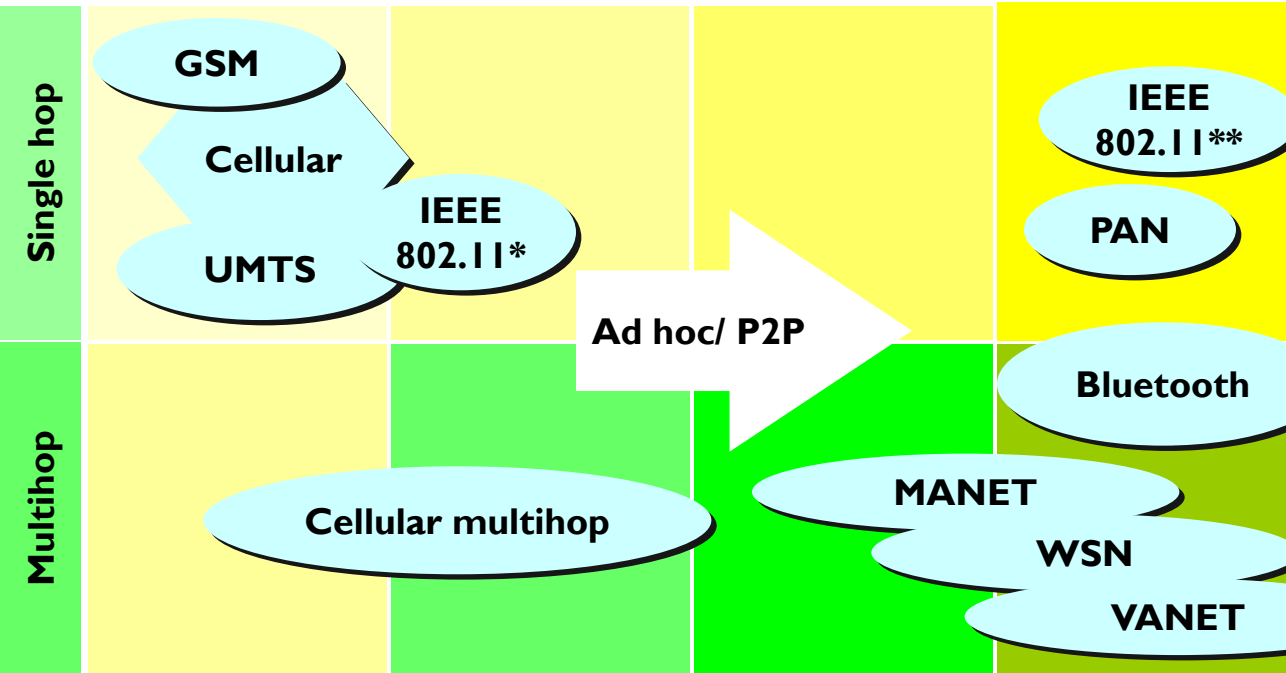 Single hop
GSM
Cellular
UMTS
IEEE
802.11*
IEEE
802.11**
PAN
Ad hoc/ P2P
Multihop
Bluetooth
Cellular multihop
MANET
WSN
VANET